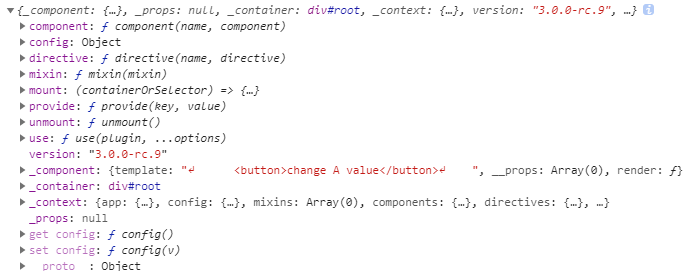 ▼{_component: {…}, _props: null, _container: div#root, _context: {…}, version: "3.0.0-rc.9", …} i
▶component: ƒ component(name, component)
▶config: Object
▶directive: ƒ directive(name, directive)
▶mixin: ƒ mixin(mixin)
▶mount: (containerOrSelector) => {…}
▶provide: ƒ provide(key, value)
▶unmount: ƒ unmount()
▶use: ƒ use(plugin, ...options)
version: "3.0.0-rc.9"
▶_component: {template: "↵      <button>change A value</button>↵    ", __props: Array(0), render: ƒ}
▶_container: div#root
▶_context: {app: {…}, config: {…}, mixins: Array(0), components: {…}, directives: {…}, …}
_props: null
▶get config: ƒ config()
▶set config: ƒ config(v)
▶__proto__: Object